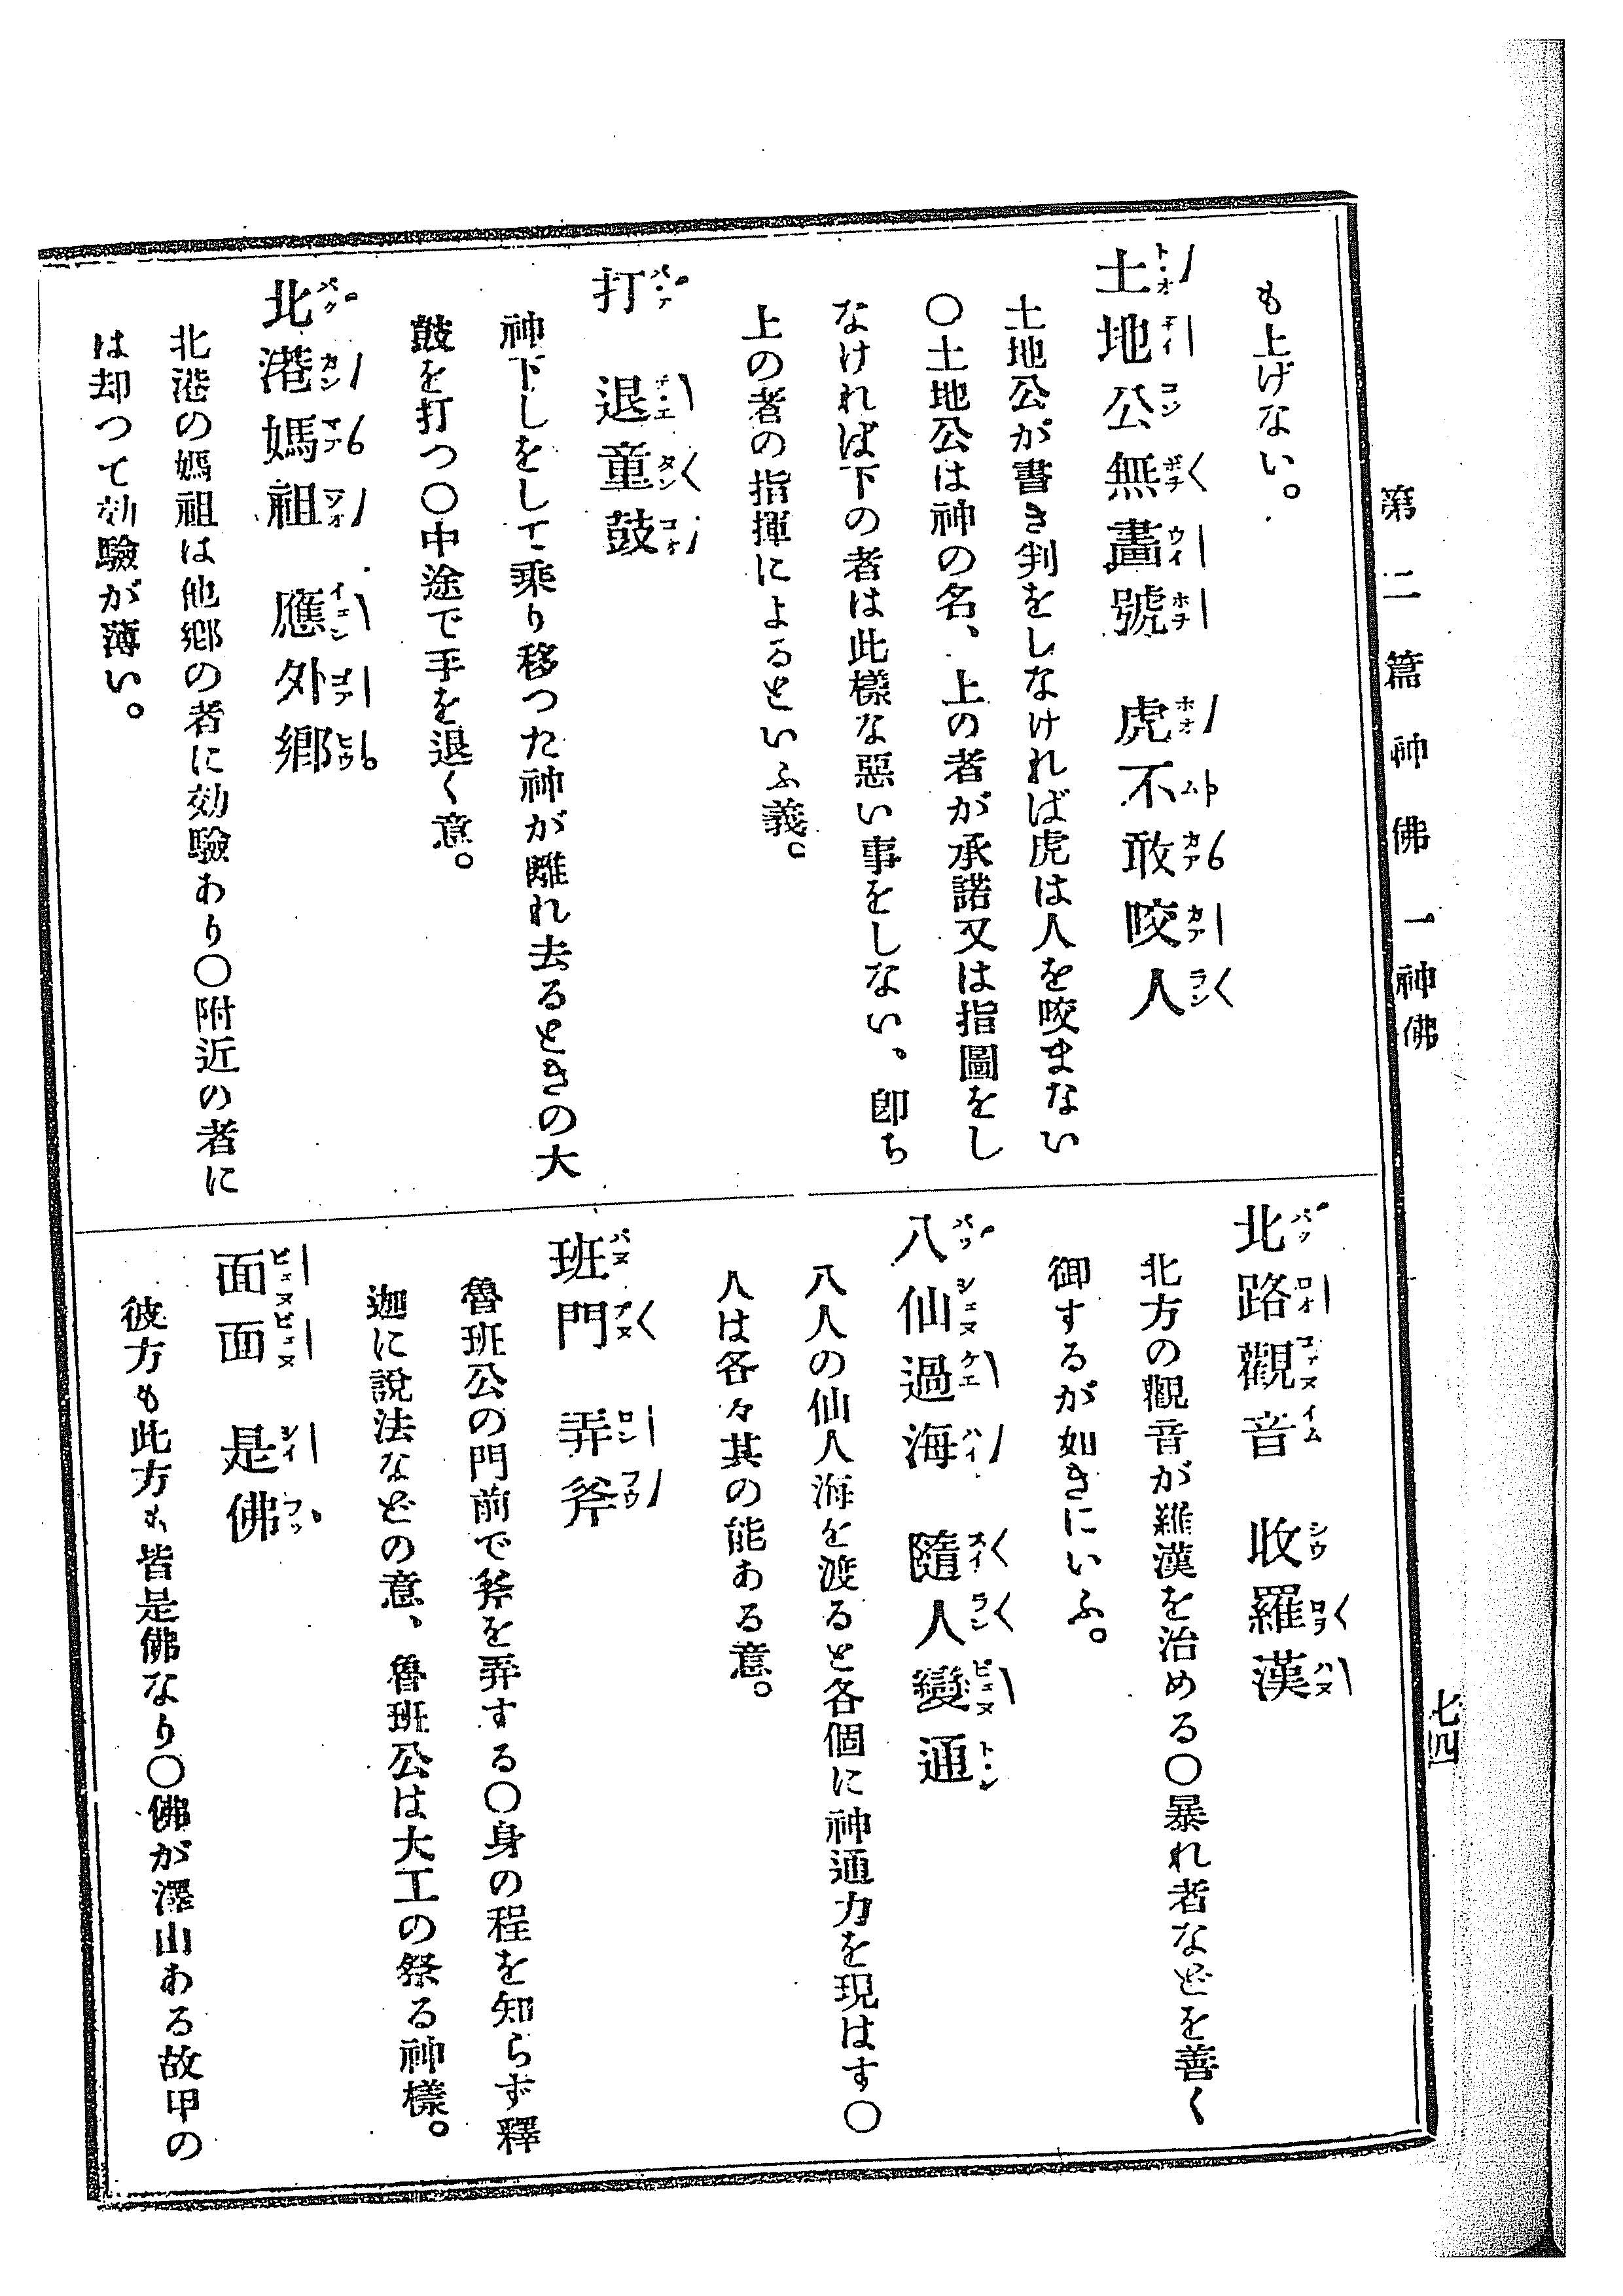 第二篇 神佛 一 神佛
七四
も上げない。
土地公無畫號 虎不敢咬人
土地公が書き判をしなければ虎は人を咬まない
〇土地公は神の名、上の者が承諾又は指圖をし
なければ下の者は此樣な惡い事をしない。卽ち
上の者の指揮によるといふ義。
打 退童鼓
神下しをして乘り移つた神が離れ去るときの大
鼓を打つ〇中途で手を退く意。
北港媽祖 應外鄕
北港の媽祖は他鄕の者に効驗あり〇附近の者に
は却つて効驗が薄い。
北路觀音 收羅漢
北方の觀音が羅漢を治める〇暴れ者などを善く
御するが如きにいふ。
八仙過海 隨人變通
八人の仙人海を渡ると各個に神通力を現はす〇
人は各々其の能ある意。
班門 弄斧
魯班公の門前で斧を弄する〇身の程を知らず釋
迦に說法などの意、魯班公は大工の祭る神樣。
面面 是佛
彼方も此方も皆是佛なり〇佛が澤山ある故甲の